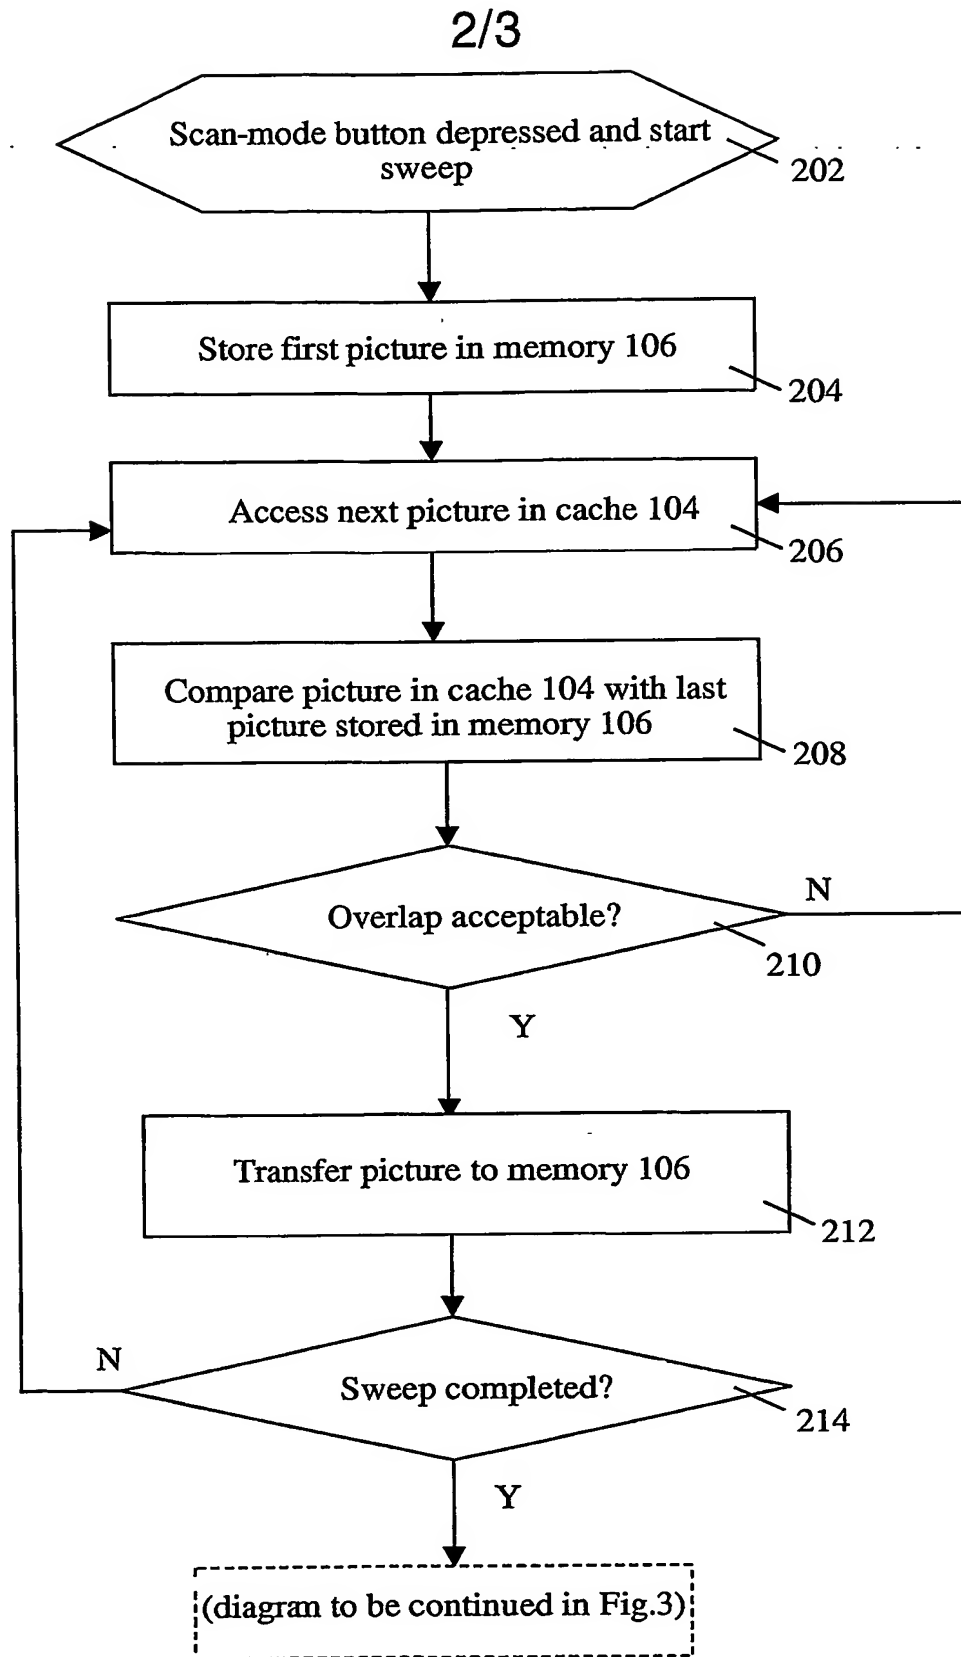 2/3
Scan-mode button depressed and start
sweep
202
Store first picture in memory 106
204
Access next picture in cache 104
206
Compare picture in cache 104 with last
picture stored in memory 106
208
Overlap acceptable?
N
210
Y
Transfer picture to memory 106
212
N
Sweep completed?
214
Y
(diagram to be continued in Fig.3)